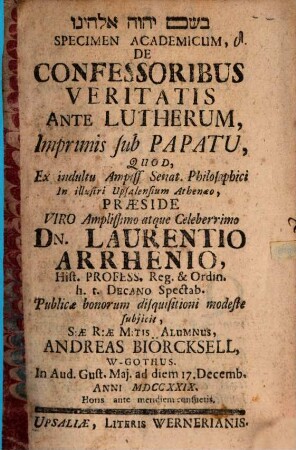 בשם יהוה אלהינו
SPECIMEN ACADEMICUM,
DE
CONFESSORIBUS
VERITATIS
ANTE LUTHERUM,
Imprimis sub PAPATU,
QUOD,
Ex indultu Ampliss. Senat. Philosophici
In illustri Upsalensium Athenæo,
PRÆSIDE
VIRO Amplissimo atque Celeberrimo
DN. LAURENTIO
ARRHENIO,
Hist. PROFESS. Reg. & Ordin.
h. t. DECANO Spectab.
Publicæ bonorum disquisitioni modeste
subjicit,
S:Æ R:Æ M:TIS ALUMNUS,
ANDREAS BIÖRCKSELL,
W-GOTHUS.
In Aud. Gust. Maj. ad diem 17. Decemb.
ANNI MDCCXXIX.
Horis ante meridiem consuetis.
UPSALIÆ, LITERIS WERNERIANIS.